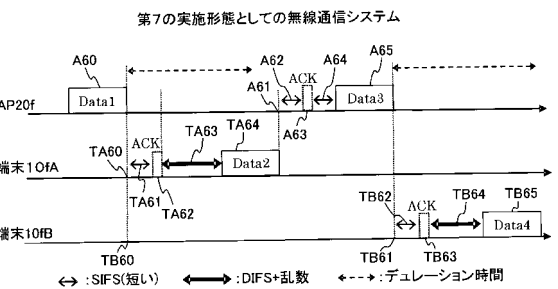 第7の実施形態としての無線通信システム
A60
A62
A64
A65
A61
ACK
AP20f
Data1
Data3
A63
TA63
TA64
ACK
TA60
端末10fA
Data2
TA61
TA62
TB62
ACK
TB64
TB65
端末10fB
Data4
TB60
TB61
TB63
:SIFS(短い)
:DIFS+乱数
:デュレーション時間